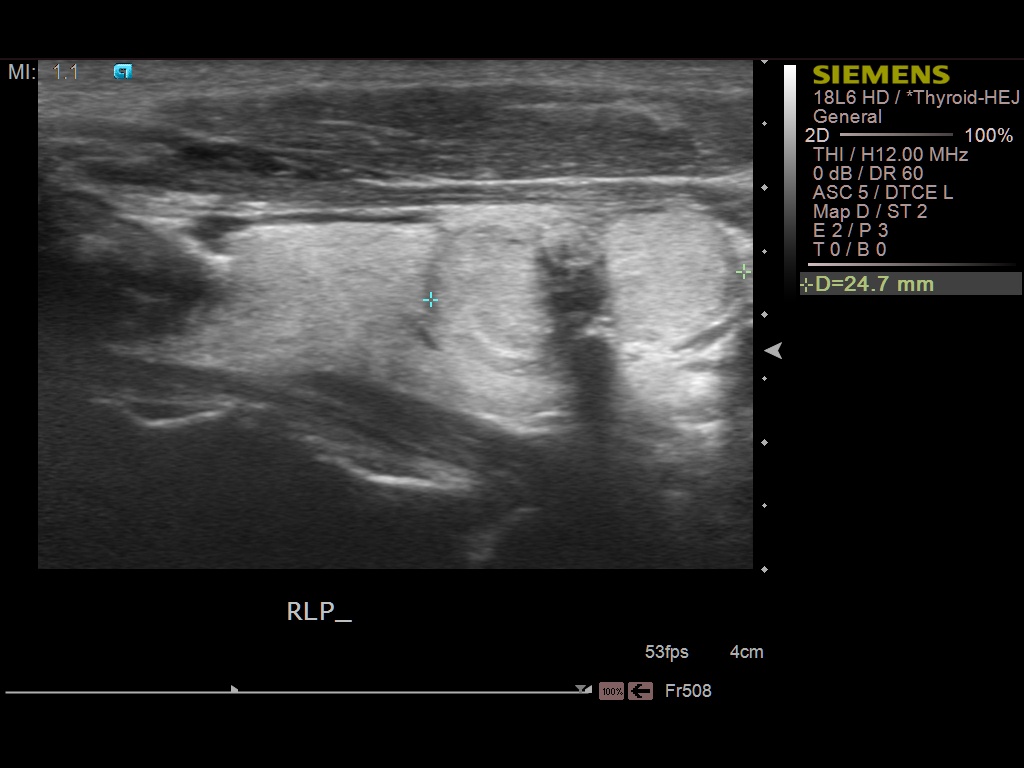 MI: 1.1
SIEMENS
18L6 HD / *Thyroid-HEJ
General
2D 100%
THI / H12.00 MHz
0 dB / DR 60
ASC 5 / DTCE L
Map D / ST 2
E 2 / P 3
T 0 / B 0
D=24.7 mm
RLP_
53fps 4cm
100% Fr508